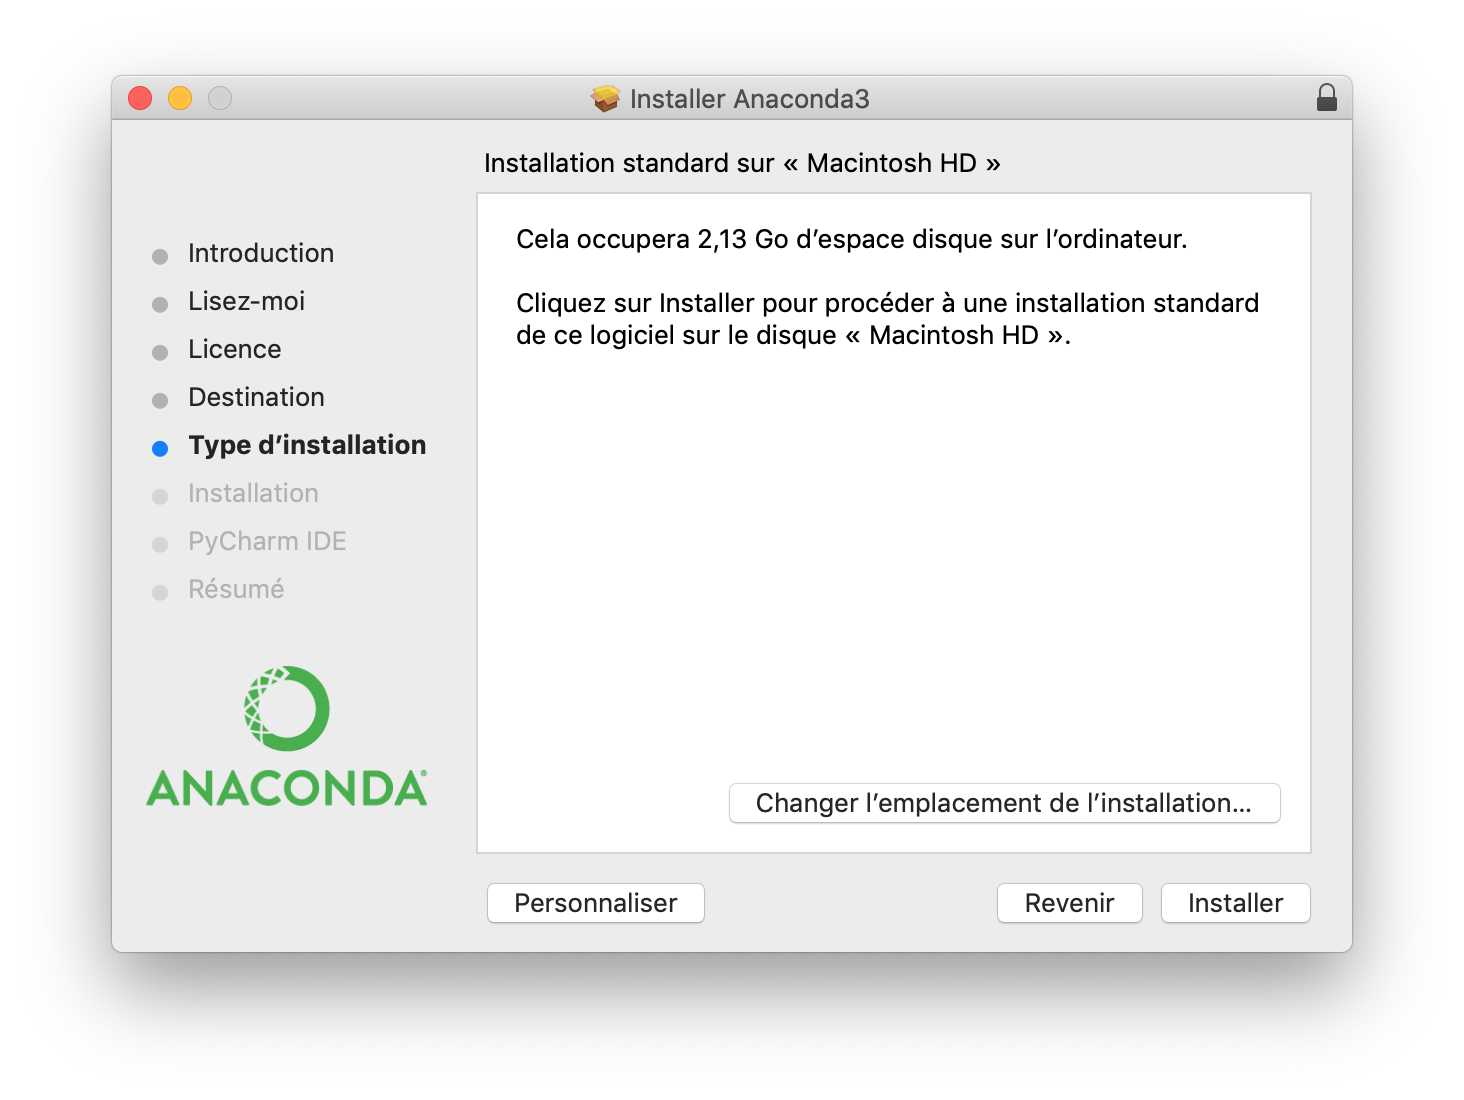 Installer Anaconda3
Installation standard sur « Macintosh HD »
Introduction
Lisez-moi
Licence
Destination
Type d’installation
Installation
PyCharm IDE
Résumé
ANACONDA®
Cela occupera 2,13 Go d’espace disque sur l’ordinateur.
Cliquez sur Installer pour procéder à une installation standard
de ce logiciel sur le disque « Macintosh HD ».
Changer l’emplacement de l’installation...
Personnaliser
Revenir
Installer